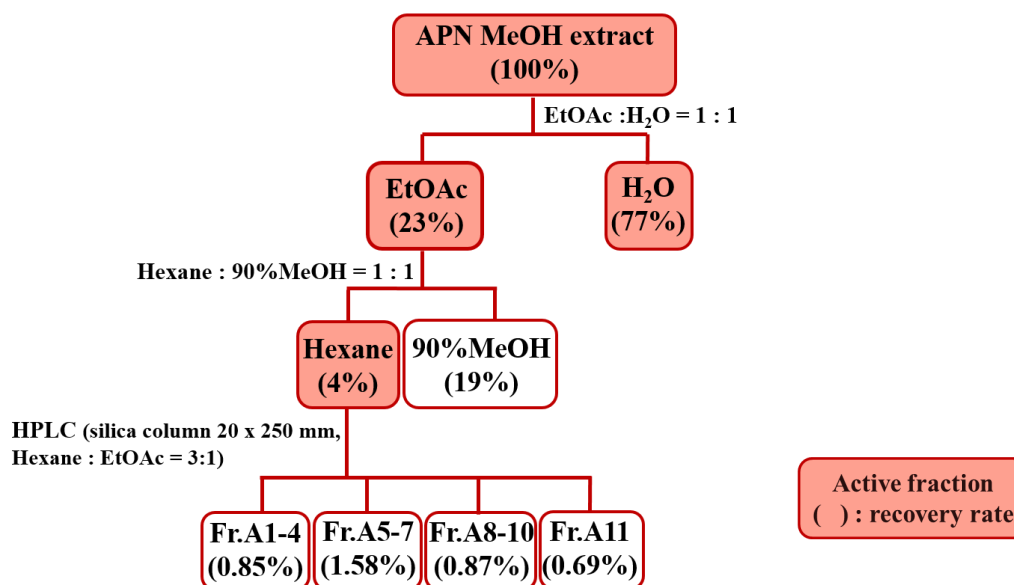 APN MeOH extract
(100%)
EtOAc :H₂O = 1 : 1
EtOAc
(23%)
H₂O
(77%)
Hexane : 90%MeOH = 1 : 1
Hexane
(4%)
90%MeOH
(19%)
HPLC (silica column 20 x 250 mm,
Hexane : EtOAc = 3:1)
Fr.A1-4
(0.85%)
Fr.A5-7
(1.58%)
Fr.A8-10
(0.87%)
Fr.A11
(0.69%)
Active fraction
( ) : recovery rate